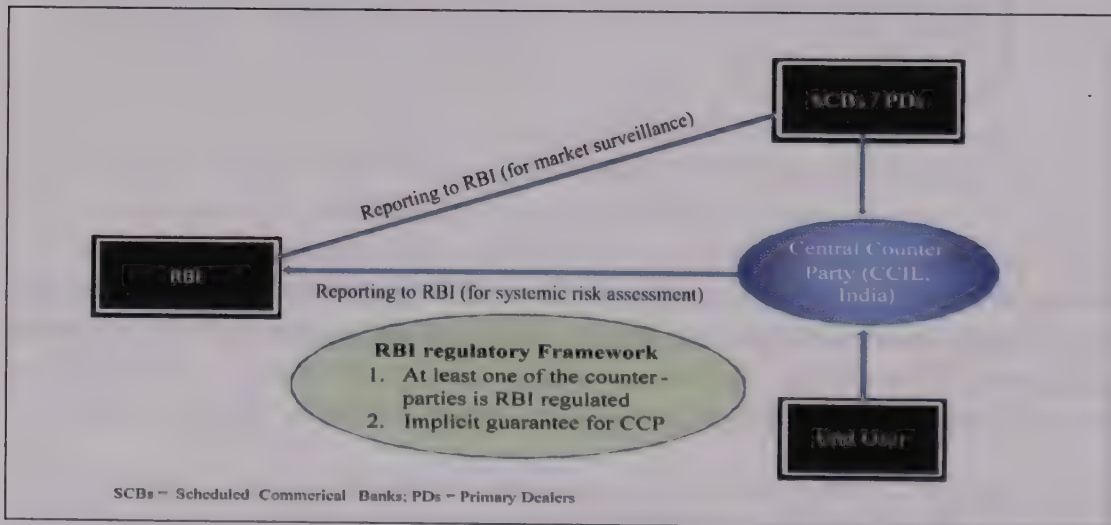 SCBs / PDs
Reporting to RBI (for market surveillance)
Central Counter
Party (CCIL,
India)
RBI
Reporting to RBI (for systemic risk assessment)
RBI regulatory Framework
1. At least one of the counter-
parties is RBI regulated
2. Implicit guarantee for CCP
End User
SCBs – Scheduled Commerical Banks; PDs – Primary Dealers